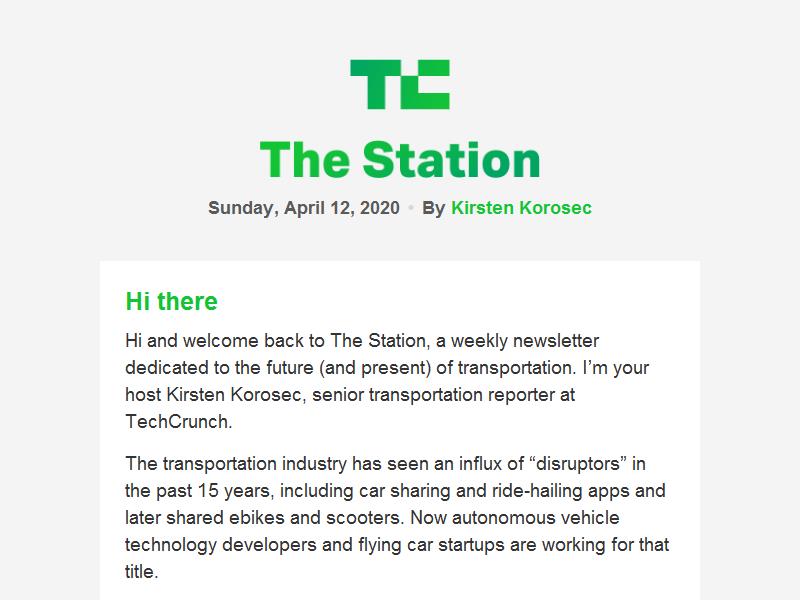 TC
The Station
Sunday, April 12, 2020 • By Kirsten Korosec
Hi there
Hi and welcome back to The Station, a weekly newsletter
dedicated to the future (and present) of transportation. I’m your
host Kirsten Korosec, senior transportation reporter at
TechCrunch.
The transportation industry has seen an influx of “disruptors” in
the past 15 years, including car sharing and ride-hailing apps and
later shared ebikes and scooters. Now autonomous vehicle
technology developers and flying car startups are working for that
title.